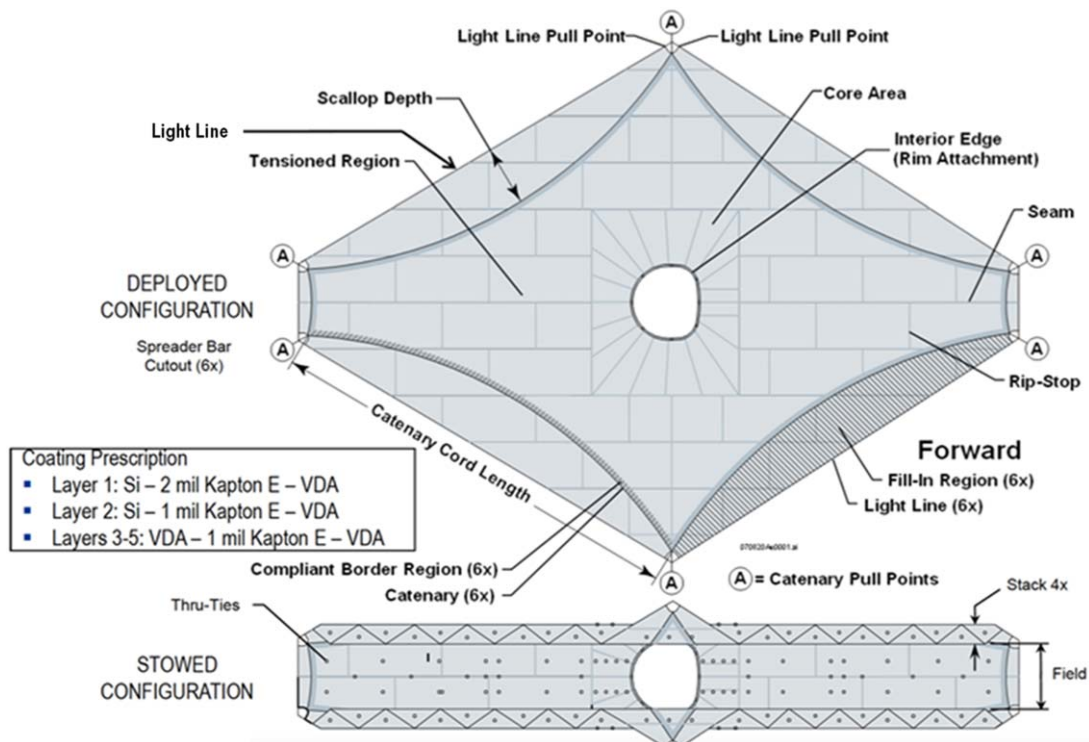 A
Light Line Pull Point
Light Line Pull Point
Scallop Depth
Core Area
Light Line
Interior Edge
(Rim Attachment)
Tensioned Region
Seam
A
A
DEPLOYED
CONFIGURATION
A
A
Spreader Bar
Cutout (6x)
Rip-Stop
Catenary Cord Length
Forward
Coating Prescription
▪ Layer 1: Si – 2 mil Kapton E – VDA
▪ Layer 2: Si – 1 mil Kapton E – VDA
▪ Layers 3-5: VDA – 1 mil Kapton E – VDA
Fill-In Region (6x)
Light Line (6x)
Compliant Border Region (6x)
Catenary (6x)
A
A = Catenary Pull Points
Thru-Ties
Stack 4x
STOWED
CONFIGURATION
Field